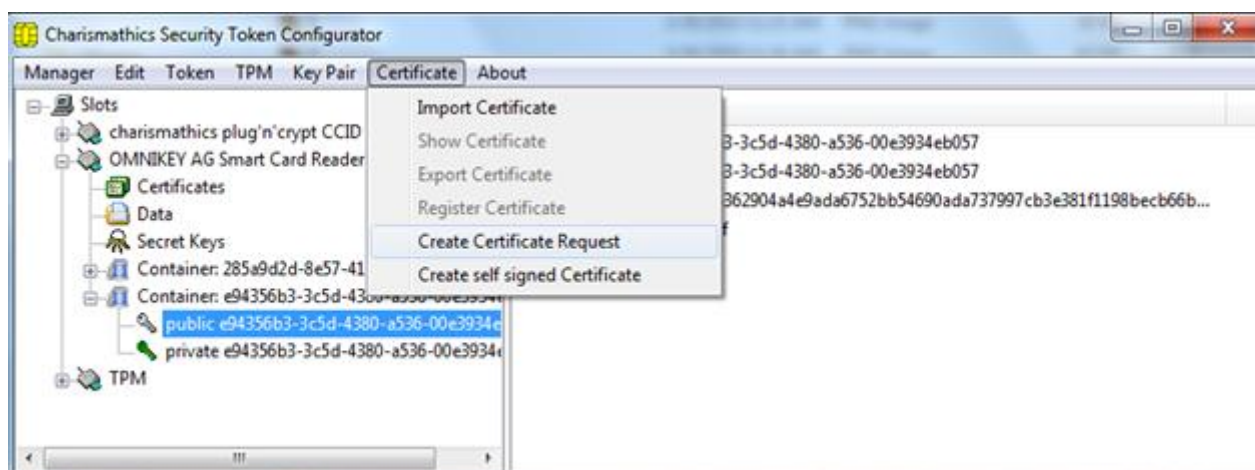 Charismathics Security Token Configurator
Manager Edit Token TPM Key Pair Certificate About
Slots
charismathics plug'n'crypt CCID
OMNIKEY AG Smart Card Reader
Certificates
Data
Secret Keys
Container: 285a9d2d-8e57-41
Container: e94356b3-3c5d-4380-a536-00e3934e
public e94356b3-3c5d-4380-a536-00e3934e
private e94356b3-3c5d-4380-a536-00e3934e
TPM
Import Certificate
Show Certificate
Export Certificate
Register Certificate
Create Certificate Request
Create self signed Certificate
3-3c5d-4380-a536-00e3934eb057
3-3c5d-4380-a536-00e3934eb057
362904a4e9ada6752bb54690ada737997cb3e381f1198becb66b...
f